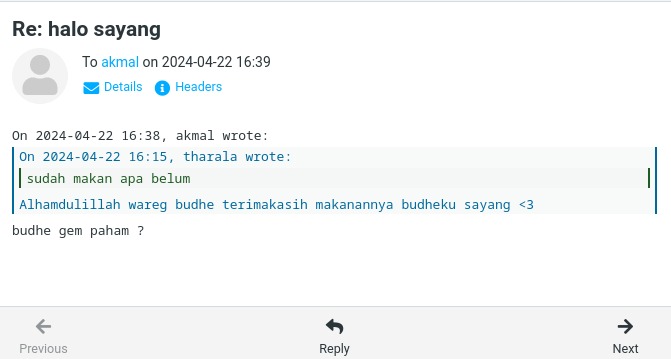 Re: halo sayang
To akmal on 2024-04-22 16:39
Details Headers
On 2024-04-22 16:38, akmal wrote:
On 2024-04-22 16:15, tharala wrote:
sudah makan apa belum
Alhamdulillah wareg budhe terimakasih makanannya budheku sayang <3
budhe gem paham ?
Previous Reply Next